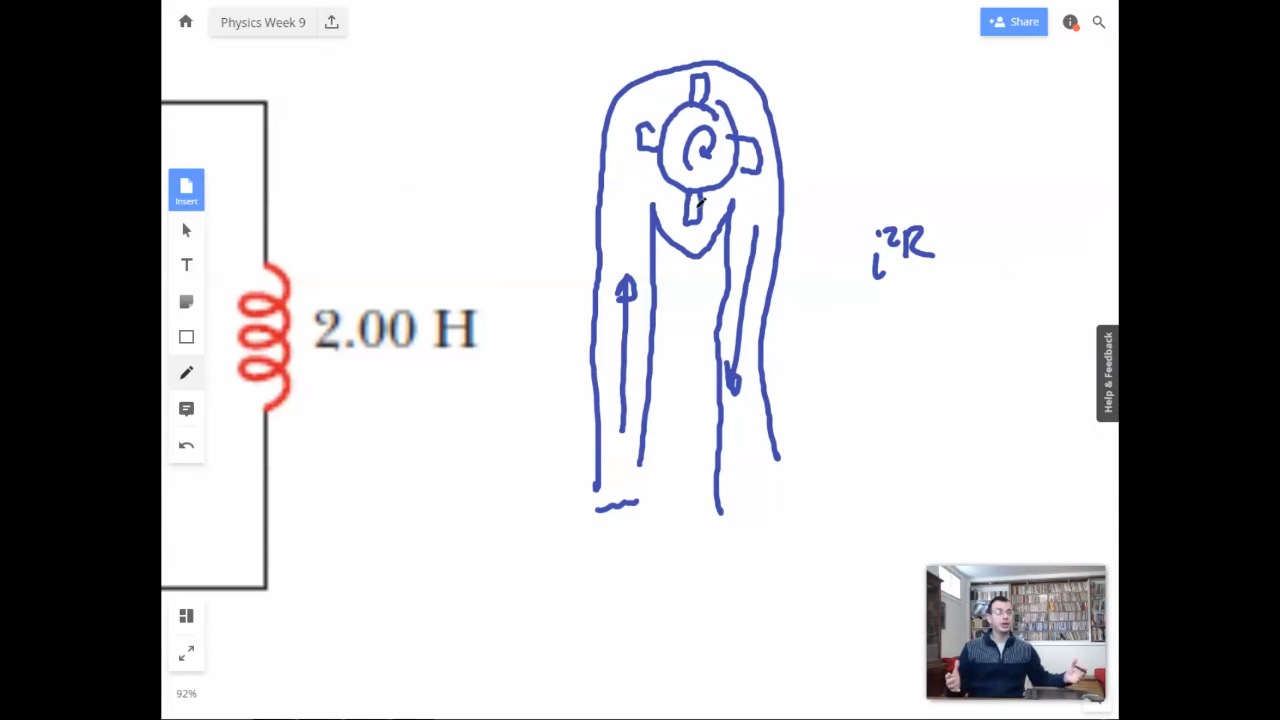 Physics Week 9
Share
Insert
T
2.00 H
i²R
Help & Feedback
92%